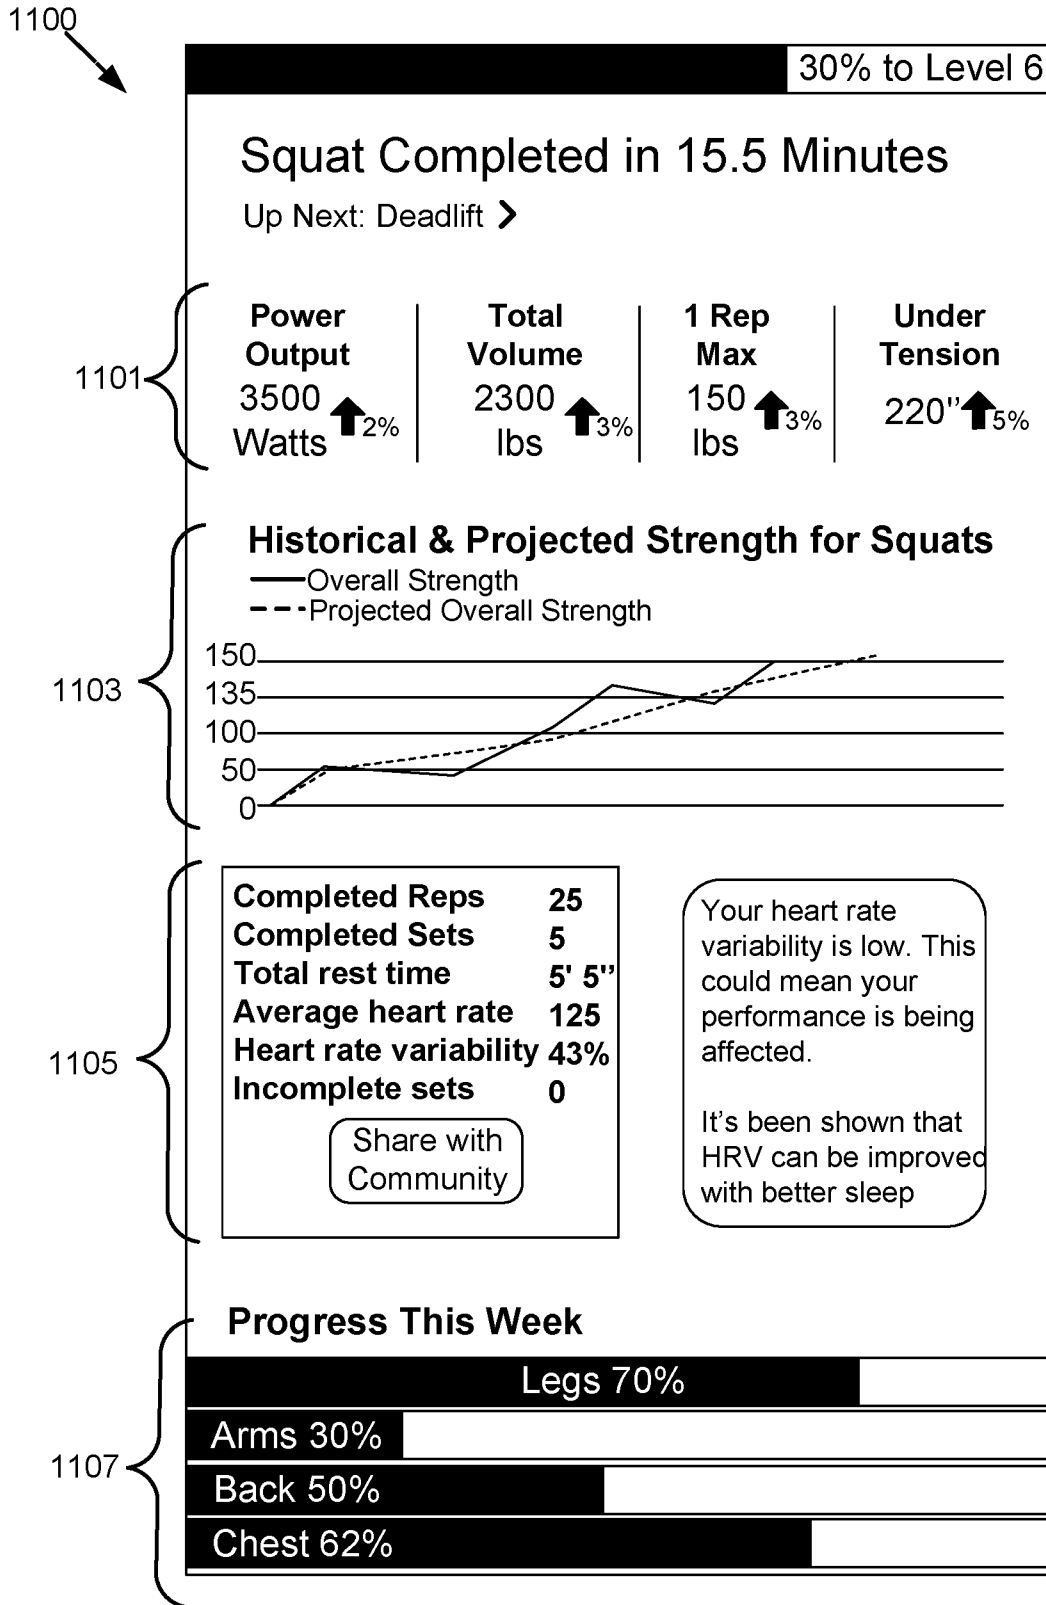 1100
30% to Level 6
Squat Completed in 15.5 Minutes
Up Next: Deadlift >
1101
Power Output
3500 Watts
2%
Total Volume
2300 lbs
3%
1 Rep Max
150 lbs
3%
Under Tension
220"
5%
1103
Historical & Projected Strength for Squats
Overall Strength
Projected Overall Strength
150
135
100
50
0
1105
Completed Reps 25
Completed Sets 5
Total rest time 5' 5"
Average heart rate 125
Heart rate variability 43%
Incomplete sets 0
Share with
Community
Your heart rate
variability is low. This
could mean your
performance is being
affected.
It's been shown that
HRV can be improved
with better sleep
1107
Progress This Week
Legs 70%
Arms 30%
Back 50%
Chest 62%